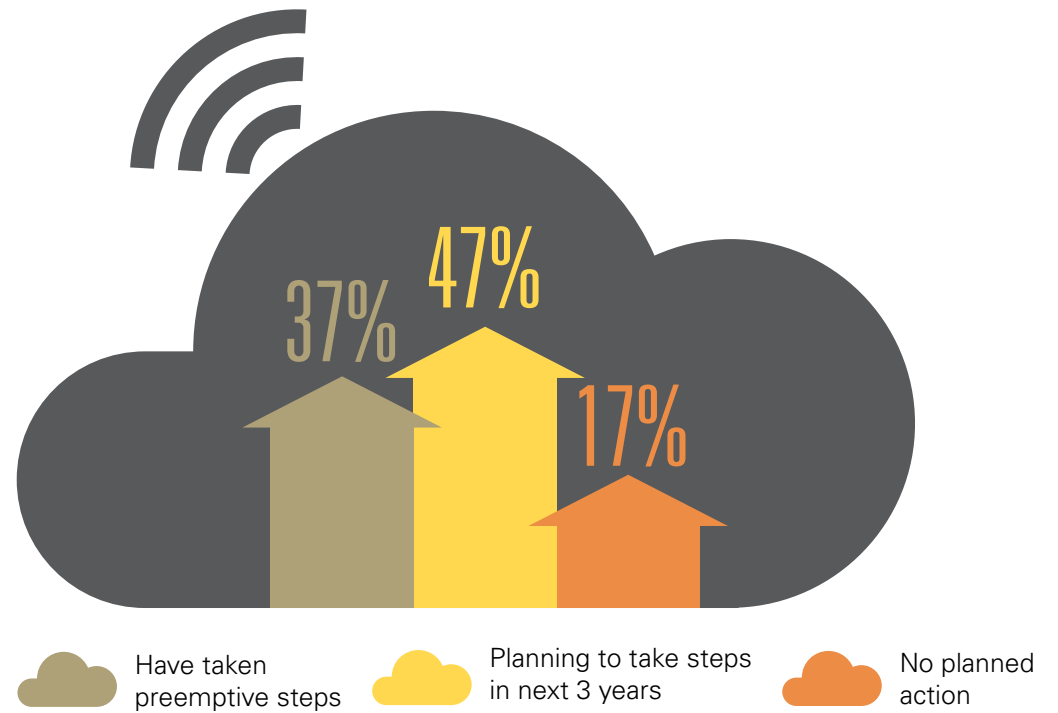 37%
47%
17%
Have taken
preemptive steps
Planning to take steps
in next 3 years
No planned
action